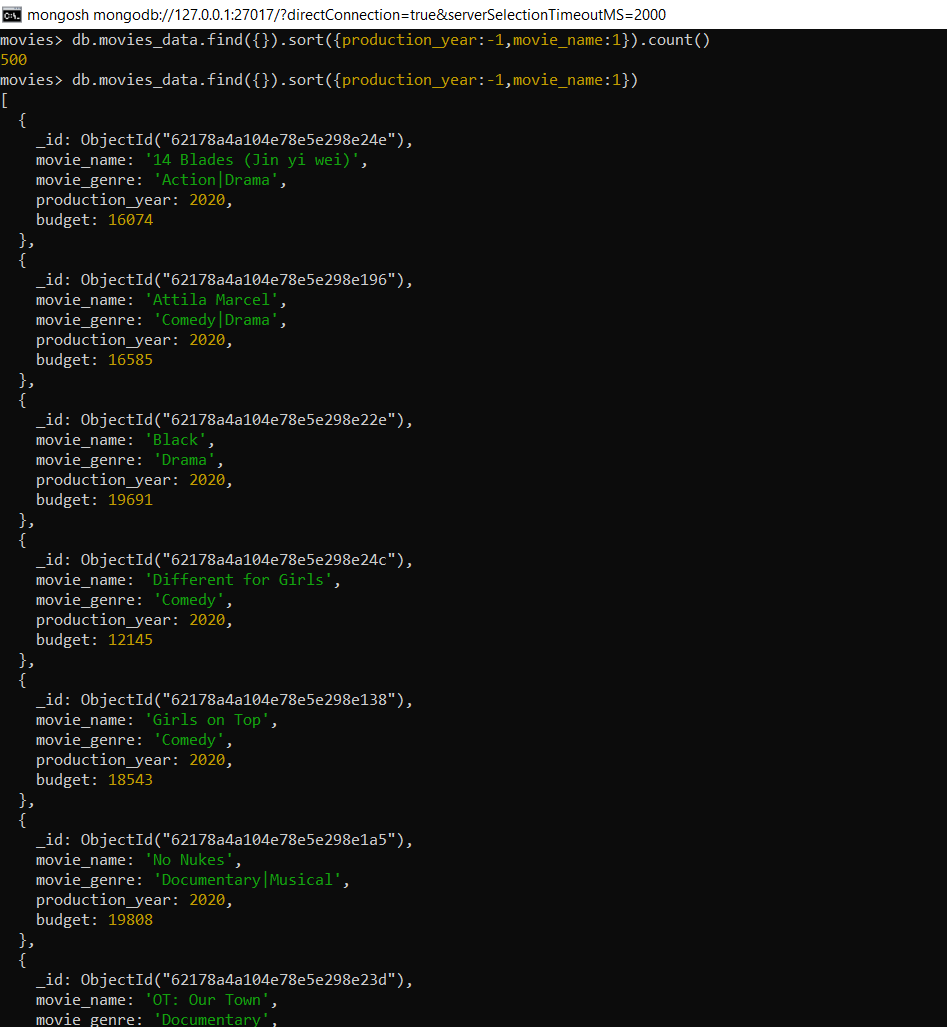 mongosh mongodb://127.0.0.1:27017/?directConnection=true&serverSelectionTimeoutMS=2000
movies> db.movies_data.find({}).sort({production_year:-1,movie_name:1}).count()
500
movies> db.movies_data.find({}).sort({production_year:-1,movie_name:1})
[
  {
    _id: ObjectId("62178a4a104e78e5e298e24e"),
    movie_name: '14 Blades (Jin yi wei)',
    movie_genre: 'Action|Drama',
    production_year: 2020,
    budget: 16074
  },
  {
    _id: ObjectId("62178a4a104e78e5e298e196"),
    movie_name: 'Attila Marcel',
    movie_genre: 'Comedy|Drama',
    production_year: 2020,
    budget: 16585
  },
  {
    _id: ObjectId("62178a4a104e78e5e298e22e"),
    movie_name: 'Black',
    movie_genre: 'Drama',
    production_year: 2020,
    budget: 19691
  },
  {
    _id: ObjectId("62178a4a104e78e5e298e24c"),
    movie_name: 'Different for Girls',
    movie_genre: 'Comedy',
    production_year: 2020,
    budget: 12145
  },
  {
    _id: ObjectId("62178a4a104e78e5e298e138"),
    movie_name: 'Girls on Top',
    movie_genre: 'Comedy',
    production_year: 2020,
    budget: 18543
  },
  {
    _id: ObjectId("62178a4a104e78e5e298e1a5"),
    movie_name: 'No Nukes',
    movie_genre: 'Documentary|Musical',
    production_year: 2020,
    budget: 19808
  },
  {
    _id: ObjectId("62178a4a104e78e5e298e23d"),
    movie_name: 'OT: Our Town',
    movie_genre: 'Documentary',